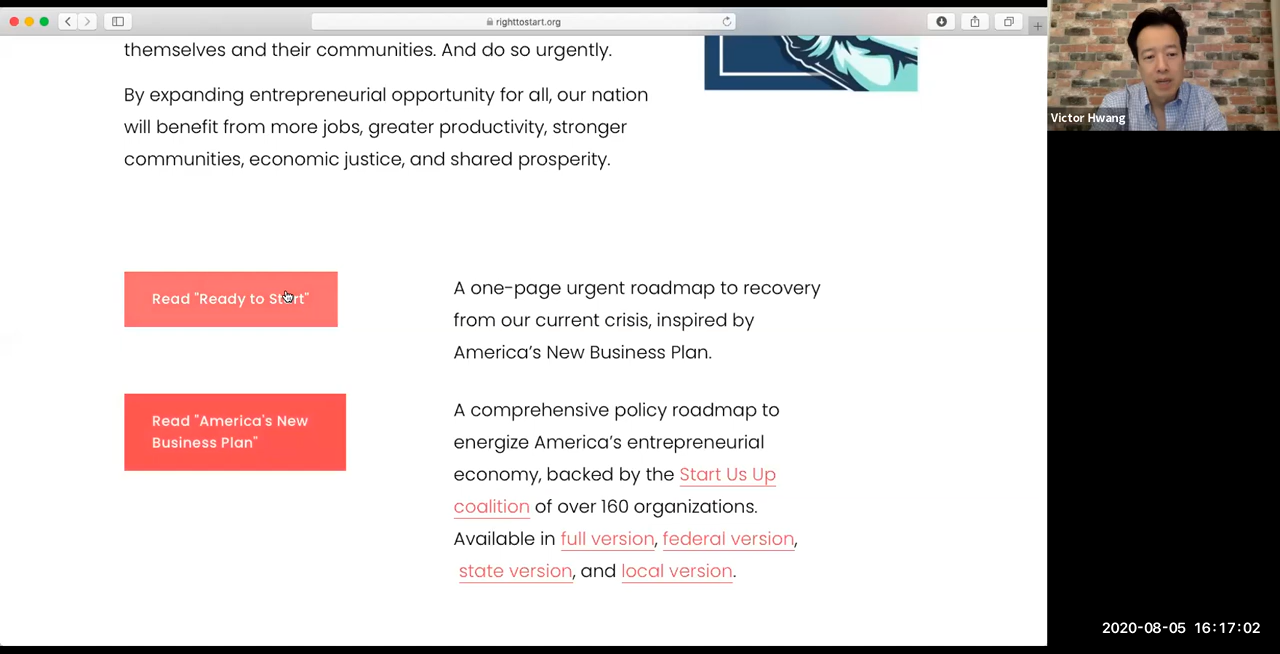 righttostart.org
themselves and their communities. And do so urgently.
By expanding entrepreneurial opportunity for all, our nation
will benefit from more jobs, greater productivity, stronger
communities, economic justice, and shared prosperity.
Read "Ready to Start"
A one-page urgent roadmap to recovery
from our current crisis, inspired by
America’s New Business Plan.
Read "America's New
Business Plan"
A comprehensive policy roadmap to
energize America’s entrepreneurial
economy, backed by the Start Us Up
coalition of over 160 organizations.
Available in full version, federal version,
state version, and local version.
Victor Hwang
2020-08-05 16:17:02